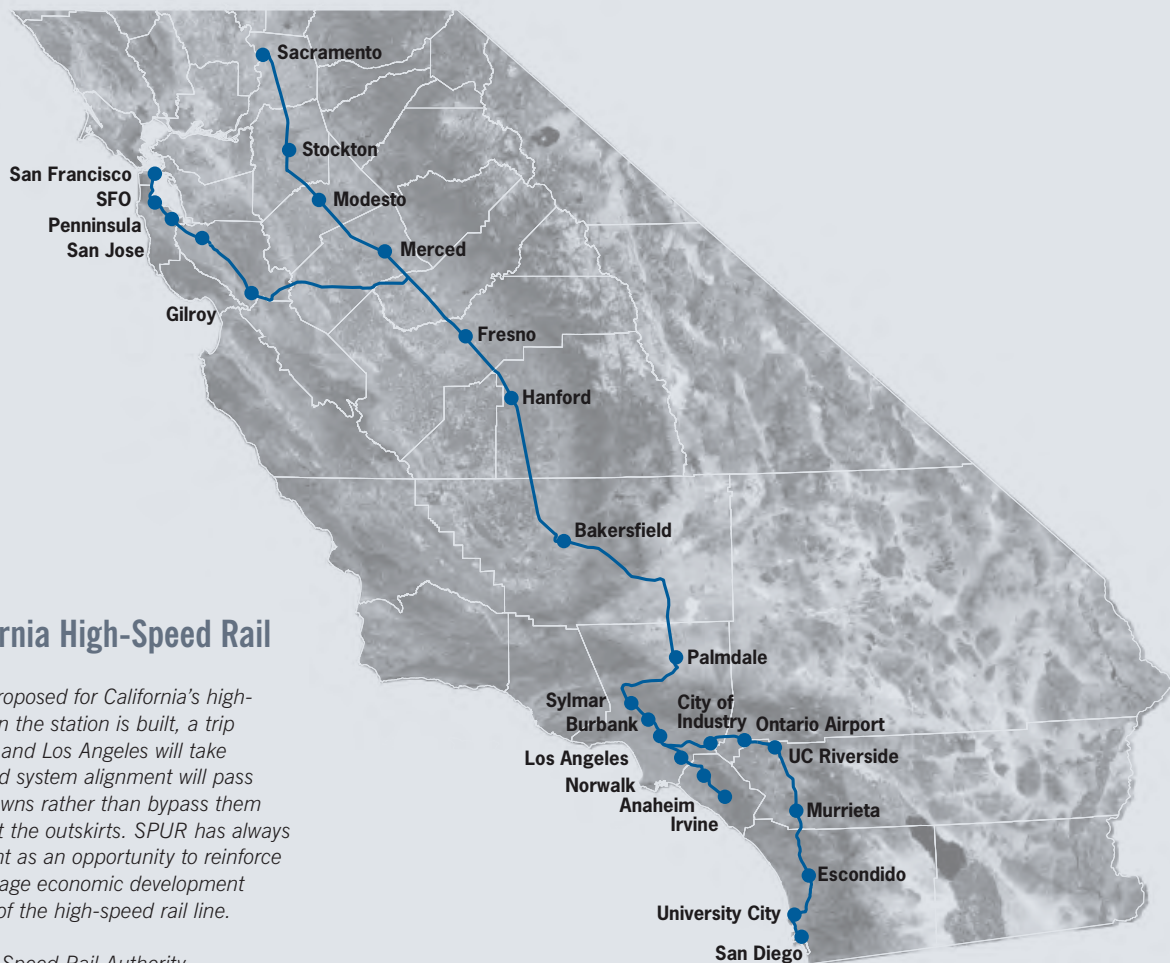 Sacramento
Stockton
San Francisco
SFO
Modesto
Penninsula
San Jose
Merced
Gilroy
Fresno
Hanford
Bakersfield
rnia High-Speed Rail
Palmdale
roposed for California's high-
n the station is built, a trip
and Los Angeles will take
d system alignment will pass
wns rather than bypass them
t the outskirts. SPUR has always
nt as an opportunity to reinforce
age economic development
of the high-speed rail line.
Speed Rail Authority
Sylmar
City of
Industry
Burbank
Ontario Airport
Los Angeles
UC Riverside
Norwalk
Anaheim
Irvine
Murrieta
Escondido
University City
San Diego